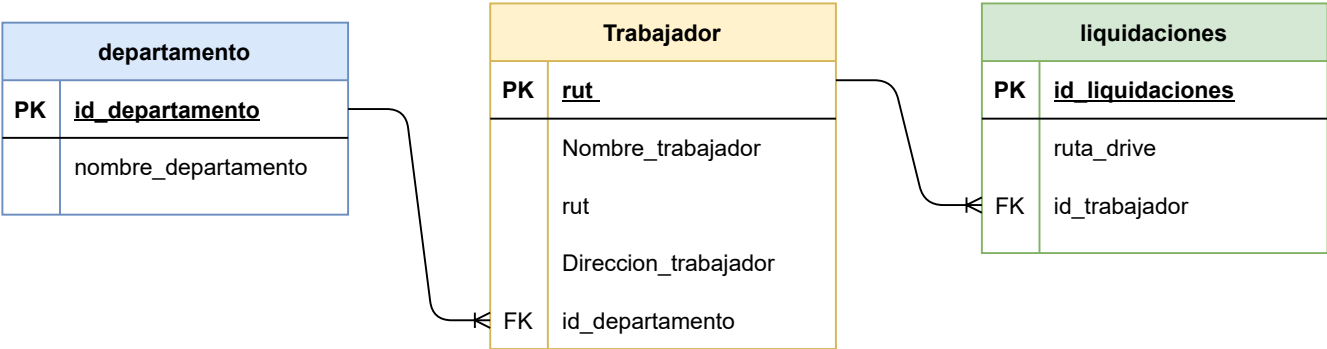 departamento
PK id_departamento
nombre_departamento
Trabajador
PK rut
Nombre_trabajador
rut
Direccion_trabajador
FK id_departamento
liquidaciones
PK id_liquidaciones
ruta_drive
FK id_trabajador